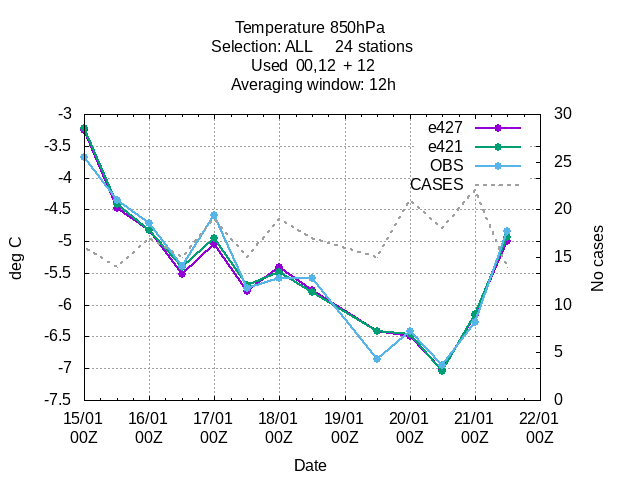 Temperature 850hPa
Selection: ALL 24 stations
Used 00,12 + 12
Averaging window: 12h
e427
e421
OBS
CASES
-3
-3.5
-4
-4.5
-5
-5.5
-6
-6.5
-7
-7.5
deg C
30
25
20
15
10
5
0
No cases
15/01 16/01 17/01 18/01 19/01 20/01 21/01 22/01
00Z 00Z 00Z 00Z 00Z 00Z 00Z 00Z
Date